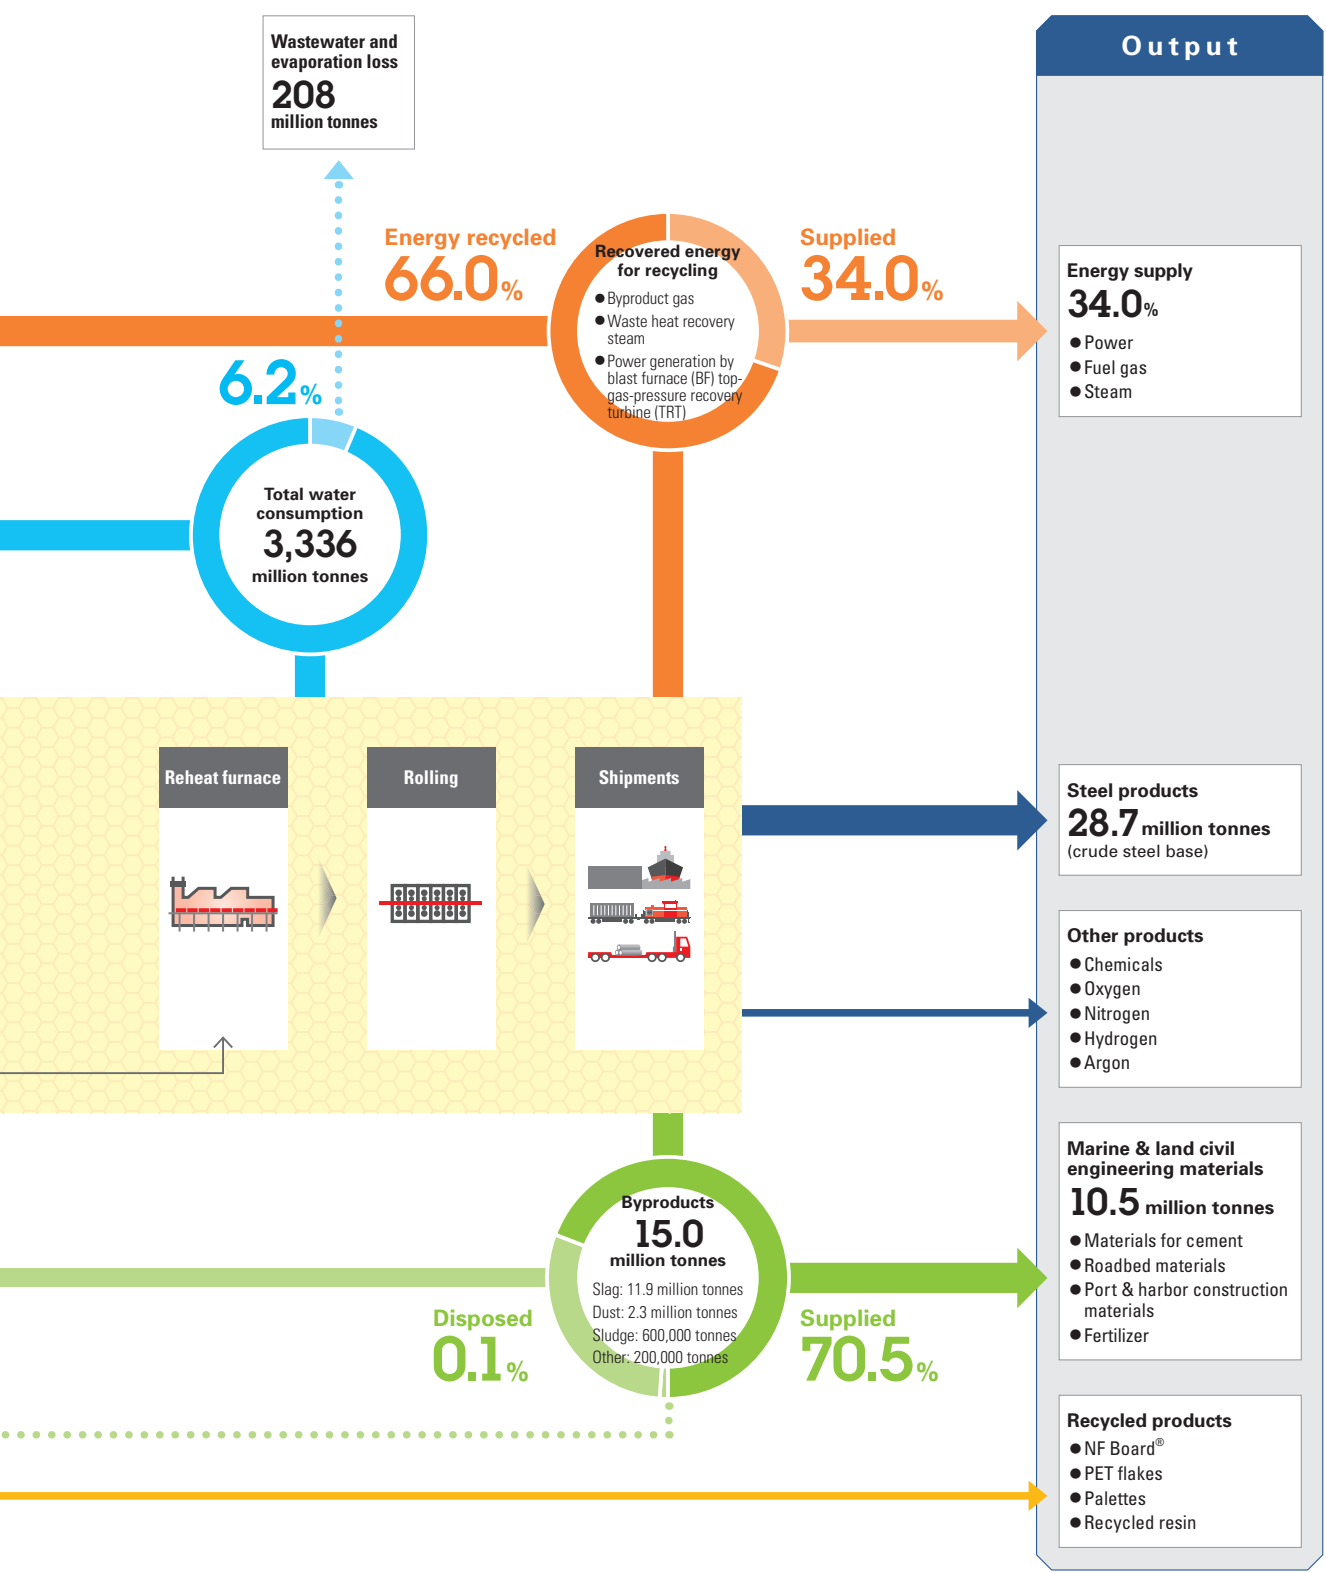 Wastewater and
evaporation loss
208
million tonnes
Output
Energy recycled
66.0%
Recovered energy
for recycling
● Byproduct gas
● Waste heat recovery
steam
● Power generation by
blast furnace (BF) top-
gas-pressure recovery
turbine (TRT)
Supplied
34.0%
Energy supply
34.0%
● Power
● Fuel gas
● Steam
6.2%
Total water
consumption
3,336
million tonnes
Reheat furnace
Rolling
Shipments
Steel products
28.7 million tonnes
(crude steel base)
Other products
● Chemicals
● Oxygen
● Nitrogen
● Hydrogen
● Argon
Marine & land civil
engineering materials
10.5 million tonnes
● Materials for cement
● Roadbed materials
● Port & harbor construction
materials
● Fertilizer
Byproducts
15.0
million tonnes
Slag: 11.9 million tonnes
Dust: 2.3 million tonnes
Sludge: 600,000 tonnes
Other: 200,000 tonnes
Disposed
0.1%
Supplied
70.5%
Recycled products
● NF Board®
● PET flakes
● Palettes
● Recycled resin